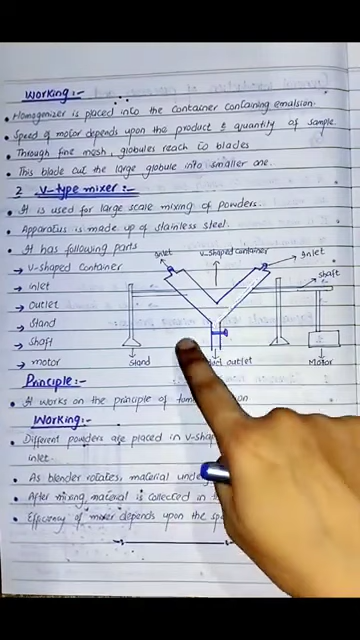 Working:-
• Homogenizer is placed into the container containing emulsion.
• Speed of motor depends upon the product & quantity of sample.
• Through fine mesh, globules reach to blades
• This blade cut the large globule into smaller one.
2 V-type mixer:-
• It is used for large scale mixing of powders.
• Apparatus is made up of stainless steel.
• It has following parts
→ V-shaped container
→ inlet
→ outlet
→ Stand
→ Shaft
→ motor
inlet V-shaped container inlet
shaft
Stand outlet Motor
Principle:-
• It works on the principle of
Working:-
• Different powders are placed in V-shap
inlet.
• As blender rotates, material
• After mixing material is collected in
• Efficiency of mixer depends upon the